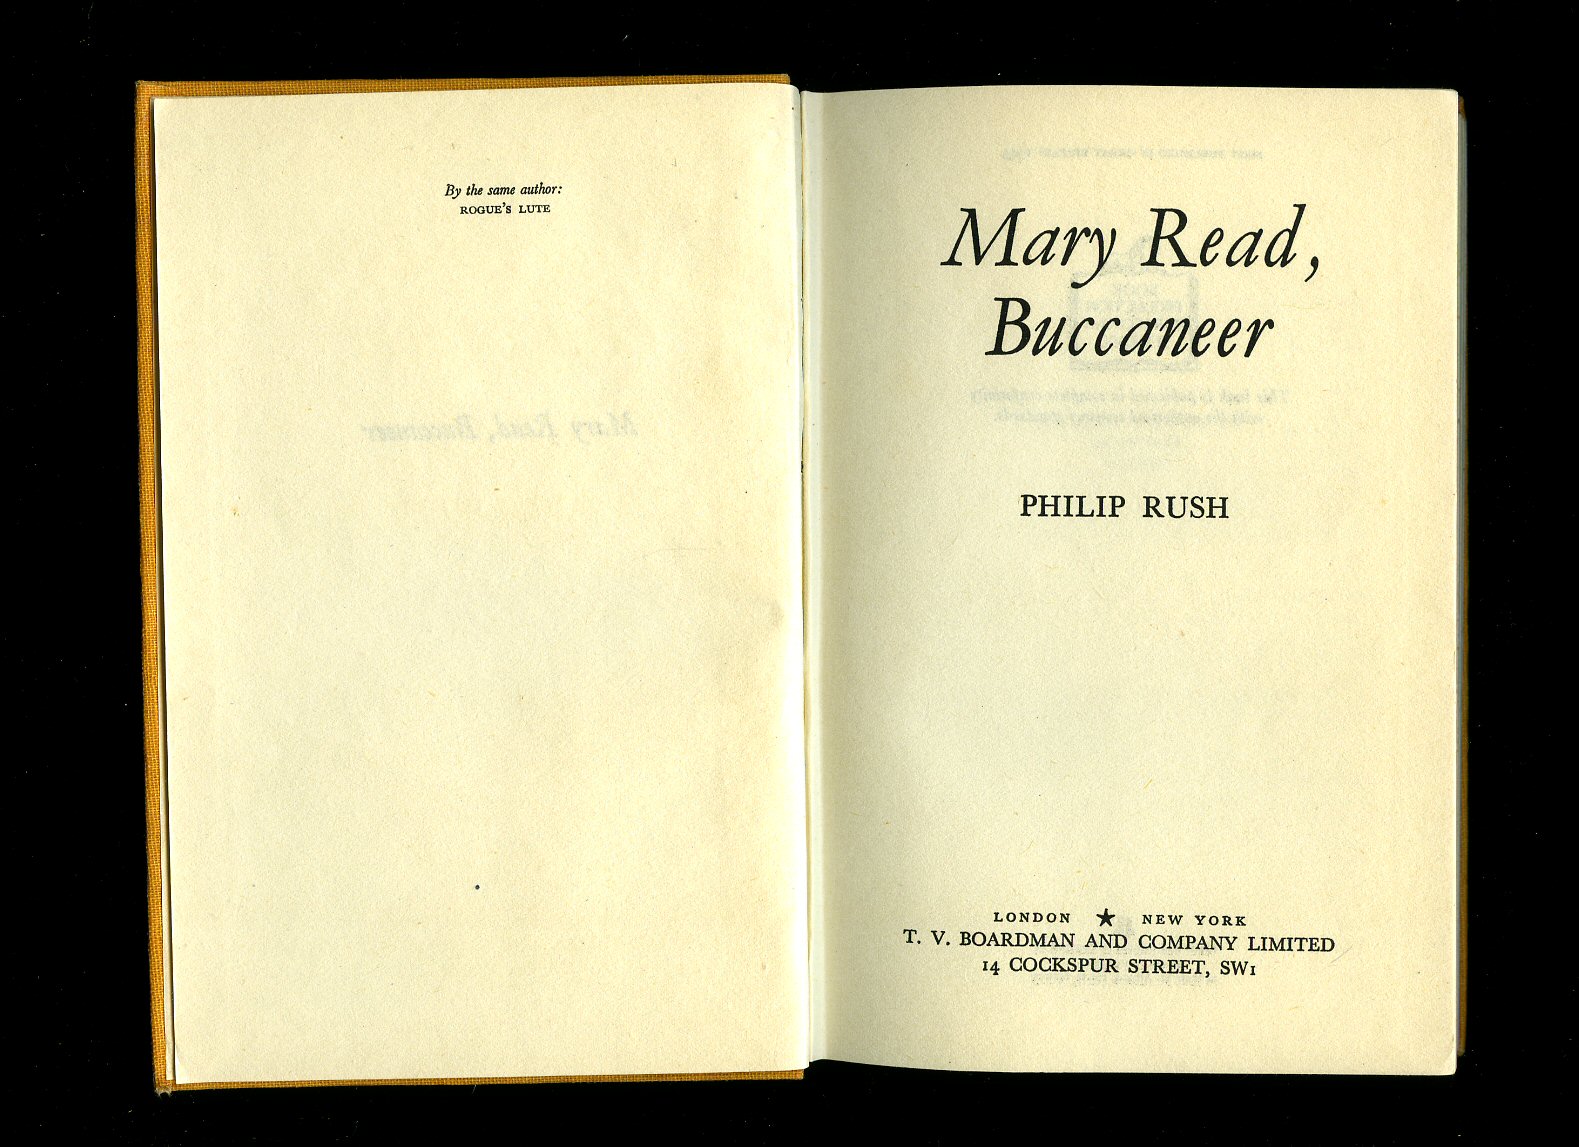 By the same author:
ROGUE'S LUTE
Mary Read,
Buccaneer
PHILIP RUSH
LONDON ★ NEW YORK
T. V. BOARDMAN AND COMPANY LIMITED
14 COCKSPUR STREET, SW1